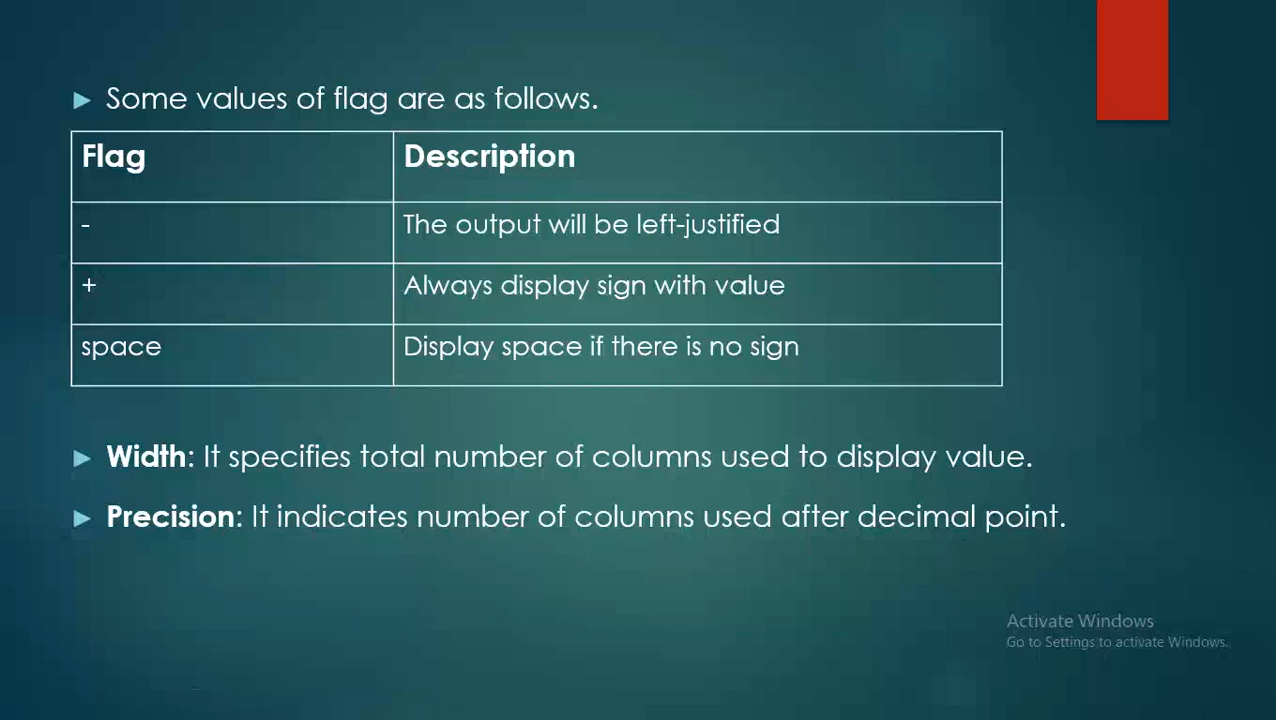 Some values of flag are as follows.
Flag Description
- The output will be left-justified
+ Always display sign with value
space Display space if there is no sign
Width: It specifies total number of columns used to display value.
Precision: It indicates number of columns used after decimal point.
Activate Windows
Go to Settings to activate Windows.